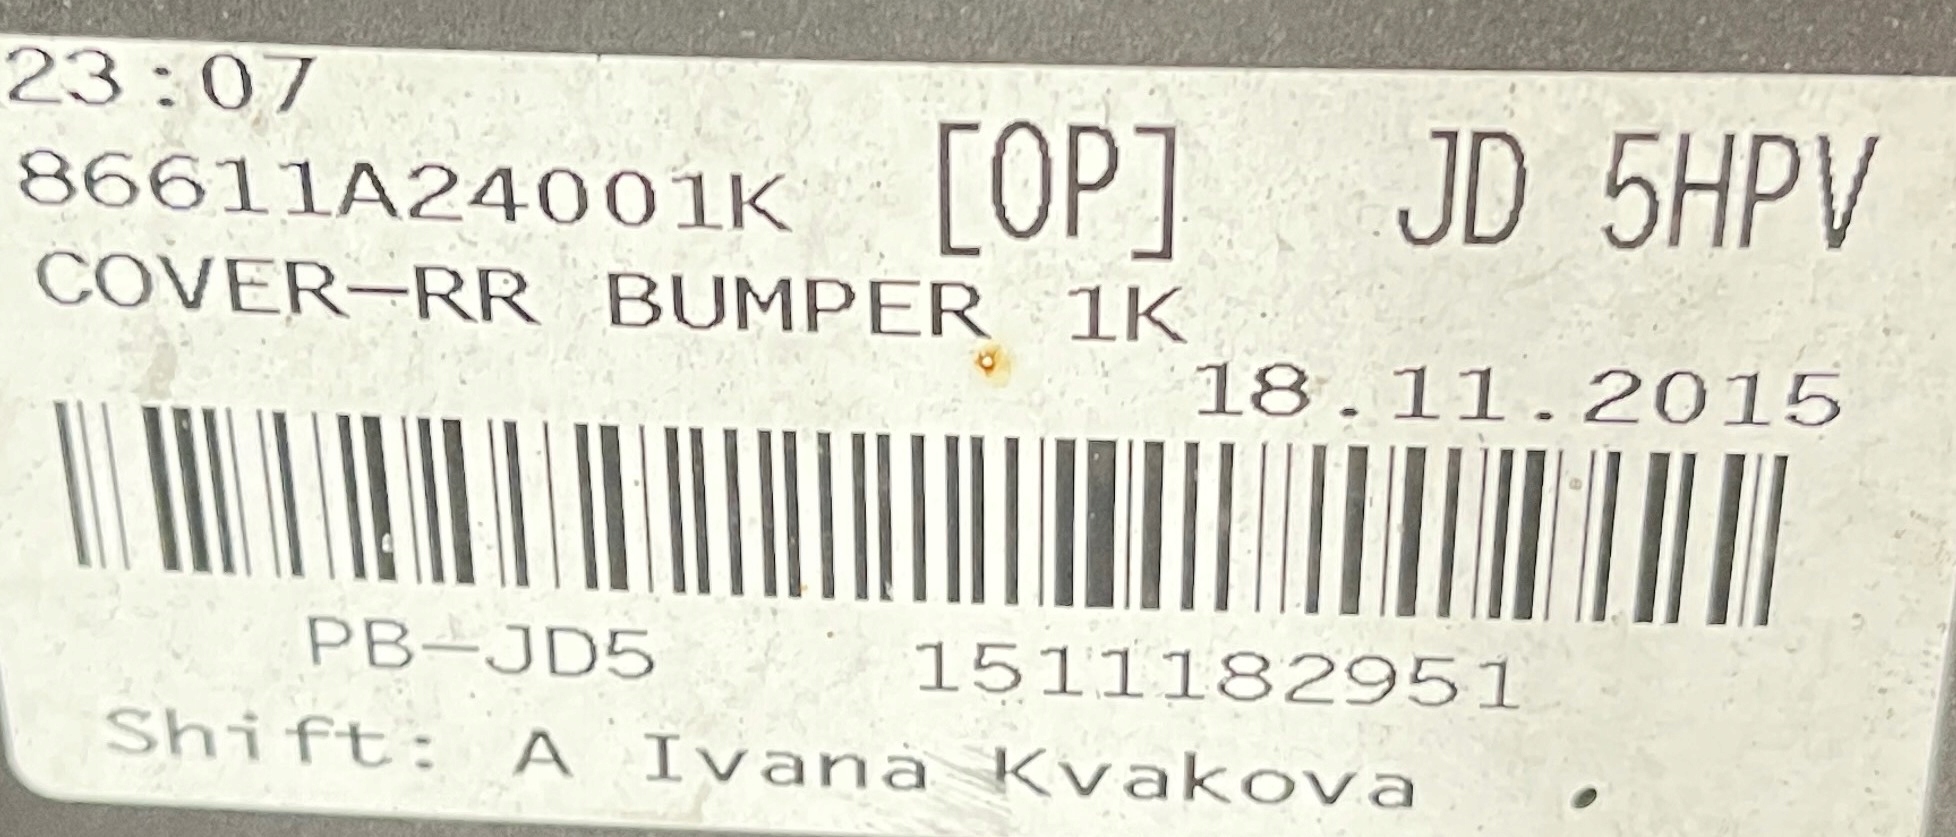 23:07
86611A24001K [OP] JD 5HPV
COVER-RR BUMPER 1K
18.11.2015
PB-JD5 1511182951
Shift: A Ivana Kvakova